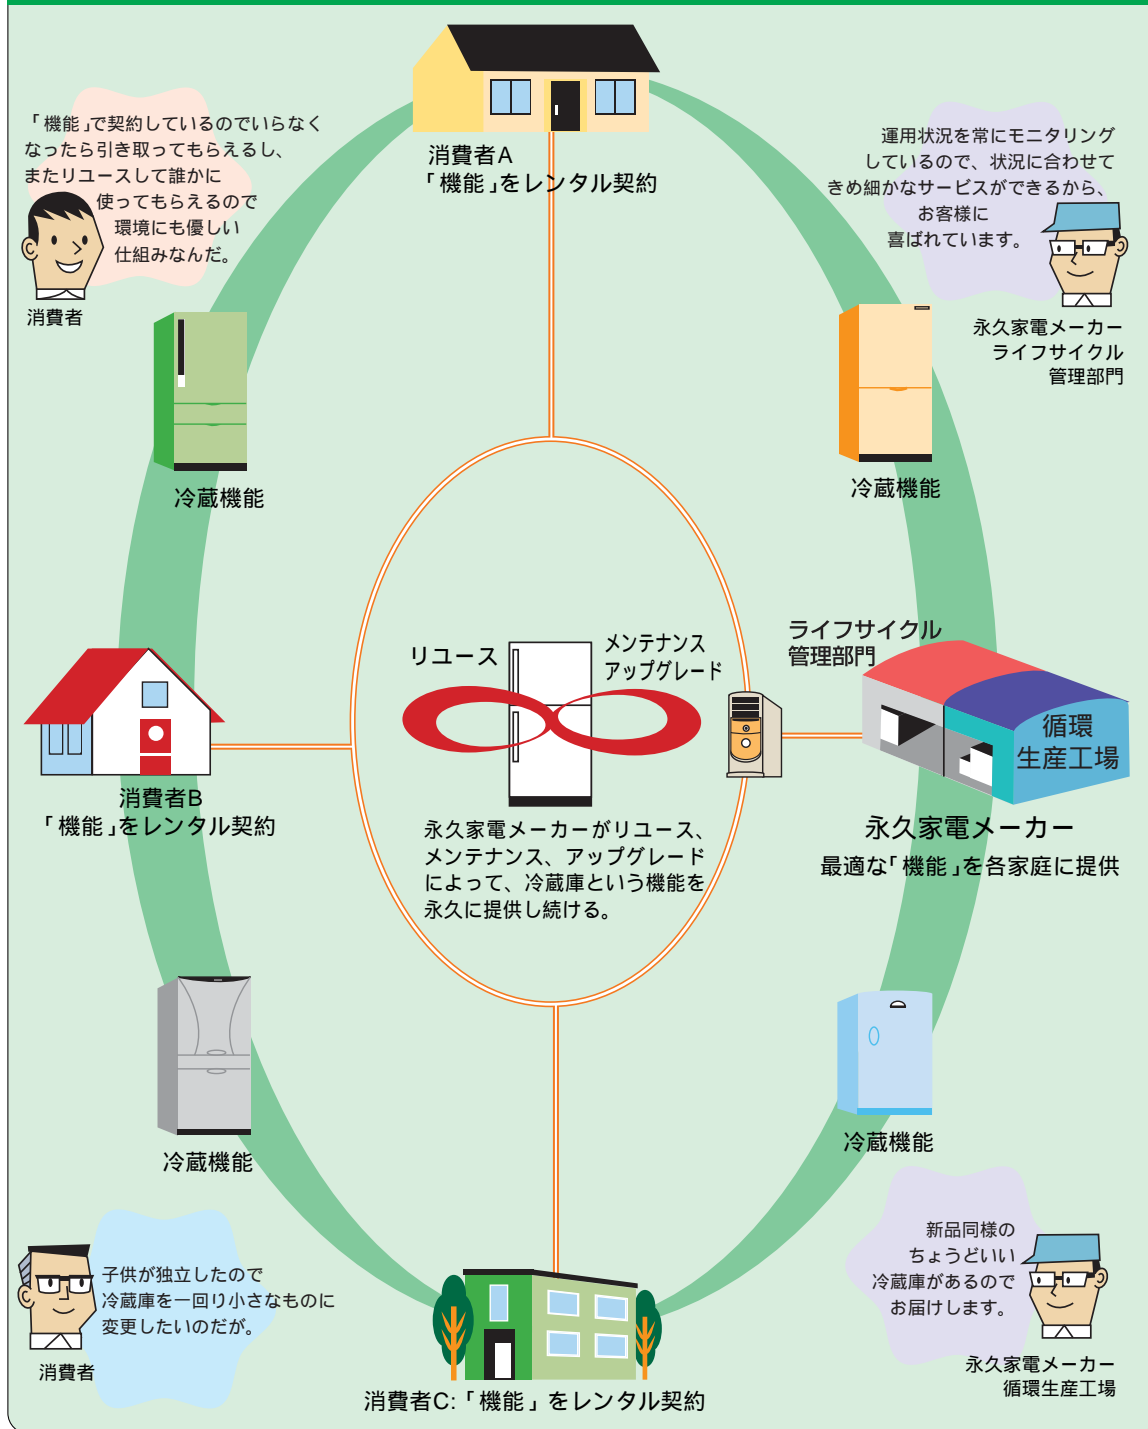 「機能」で契約しているのでいらなく
なったら引き取ってもらえるし、
またリユースして誰かに
使ってもらえるので
環境にも優しい
仕組みなんだ。
消費者
消費者A
「機能」をレンタル契約
運用状況を常にモニタリング
しているので、状況に合わせて
きめ細かなサービスができるから、
お客様に
喜ばれています。
永久家電メーカー
ライフサイクル
管理部門
冷蔵機能
冷蔵機能
リユース
メンテナンス
アップグレード
ライフサイクル
管理部門
循環
生産工場
消費者B
「機能」をレンタル契約
永久家電メーカーがリユース、
メンテナンス、アップグレード
によって、冷蔵庫という機能を
永久に提供し続ける。
永久家電メーカー
最適な「機能」を各家庭に提供
冷蔵機能
冷蔵機能
子供が独立したので
冷蔵庫を一回り小さなものに
変更したいのだが。
消費者
新品同様の
ちょうどいい
冷蔵庫があるので
お届けします。
永久家電メーカー
循環生産工場
消費者C:「機能」をレンタル契約